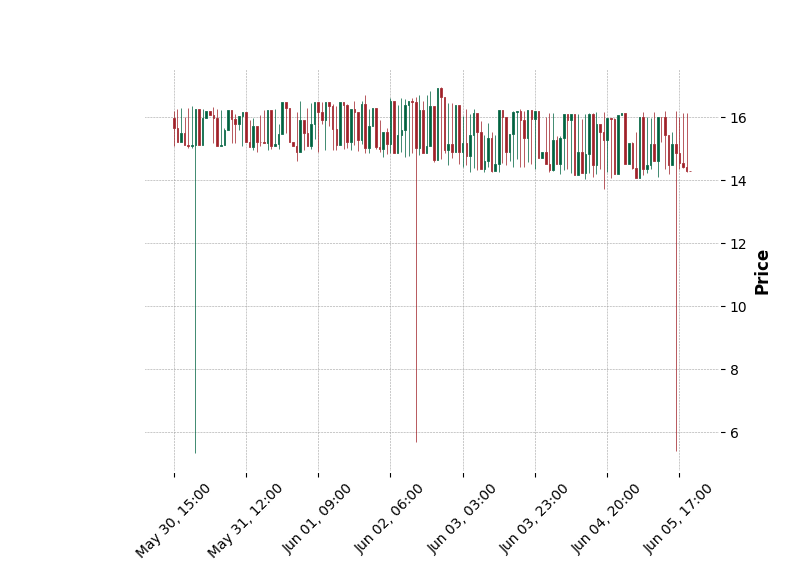 16
14
12
10
8
6
Price
May 30, 15:00
May 31, 12:00
Jun 01, 09:00
Jun 02, 06:00
Jun 03, 03:00
Jun 03, 23:00
Jun 04, 20:00
Jun 05, 17:00